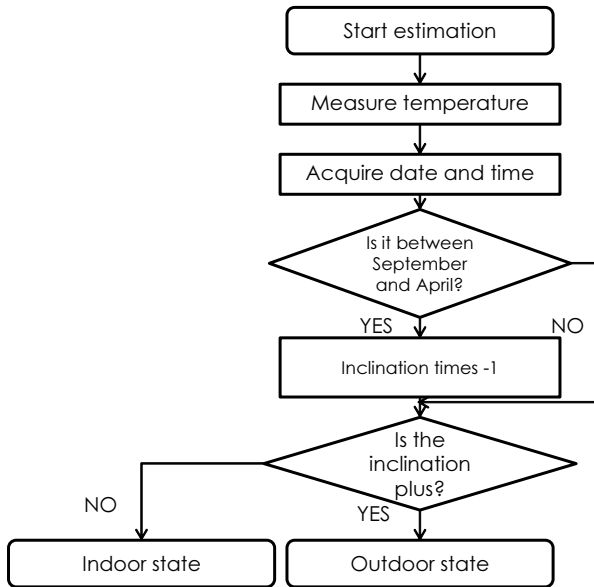 Start estimation
Measure temperature
Acquire date and time
Is it between
September
and April?
YES
NO
Inclination times -1
Is the
inclination
plus?
NO
YES
Indoor state
Outdoor state